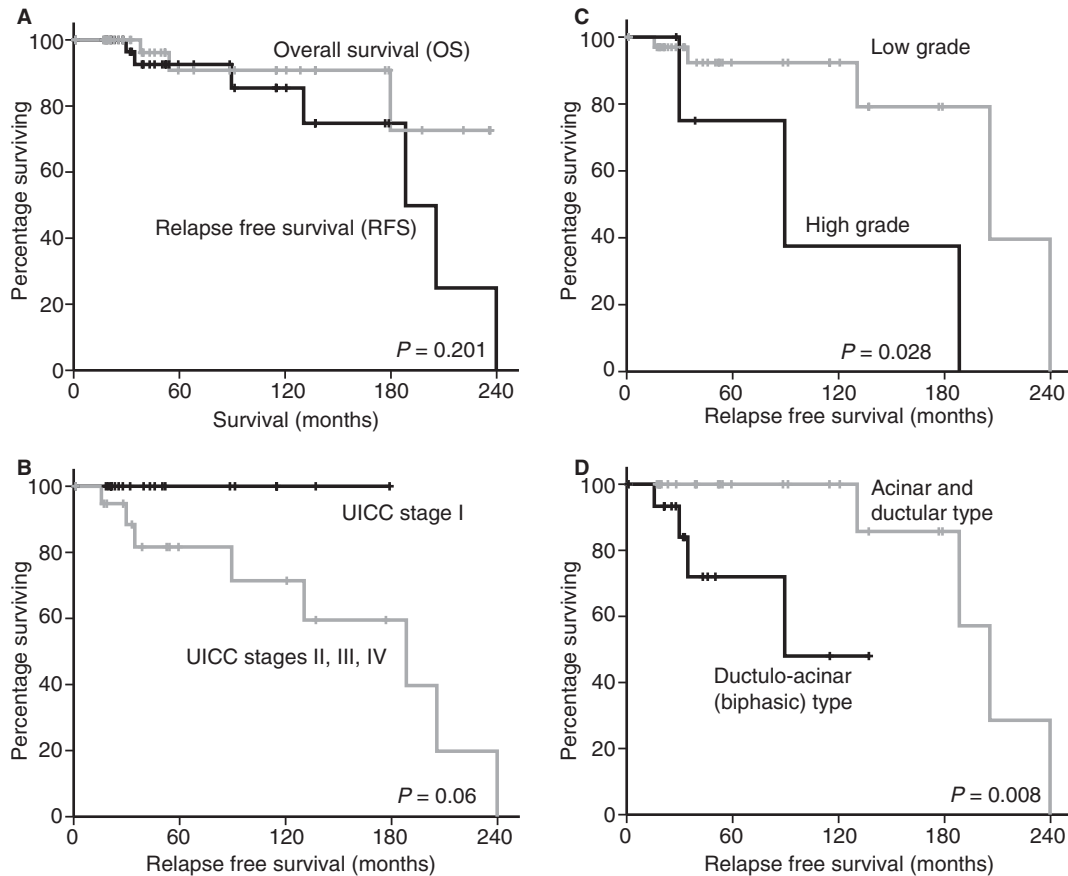 A
100
80
60
40
20
0
Percentage surviving
Overall survival (OS)
Relapse free survival (RFS)
P = 0.201
0 60 120 180 240
Survival (months)
C
100
80
60
40
20
0
Percentage surviving
Low grade
High grade
P = 0.028
0 60 120 180 240
Relapse free survival (months)
B
100
80
60
40
20
0
Percentage surviving
UICC stage I
UICC stages II, III, IV
P = 0.06
0 60 120 180 240
Relapse free survival (months)
D
100
80
60
40
20
0
Percentage surviving
Acinar and
ductular type
Ductulo-acinar
(biphasic) type
P = 0.008
0 60 120 180 240
Relapse free survival (months)